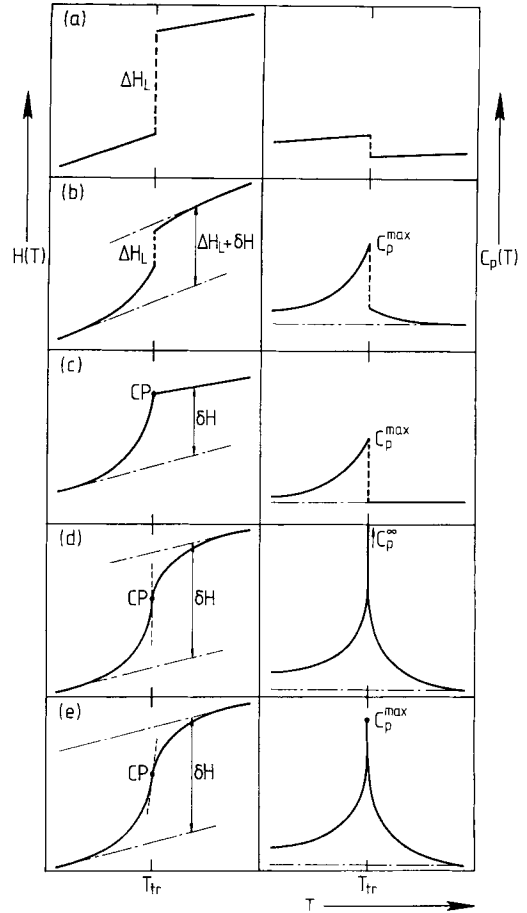 (a)
ΔH_L
(b)
H(T)
C_p(T)
ΔH_L
ΔH_L+δH
C_p^max
(c)
CP
δH
C_p^max
(d)
CP
δH
C_p^∞
(e)
CP
δH
C_p^max
T_tr
T_tr
T